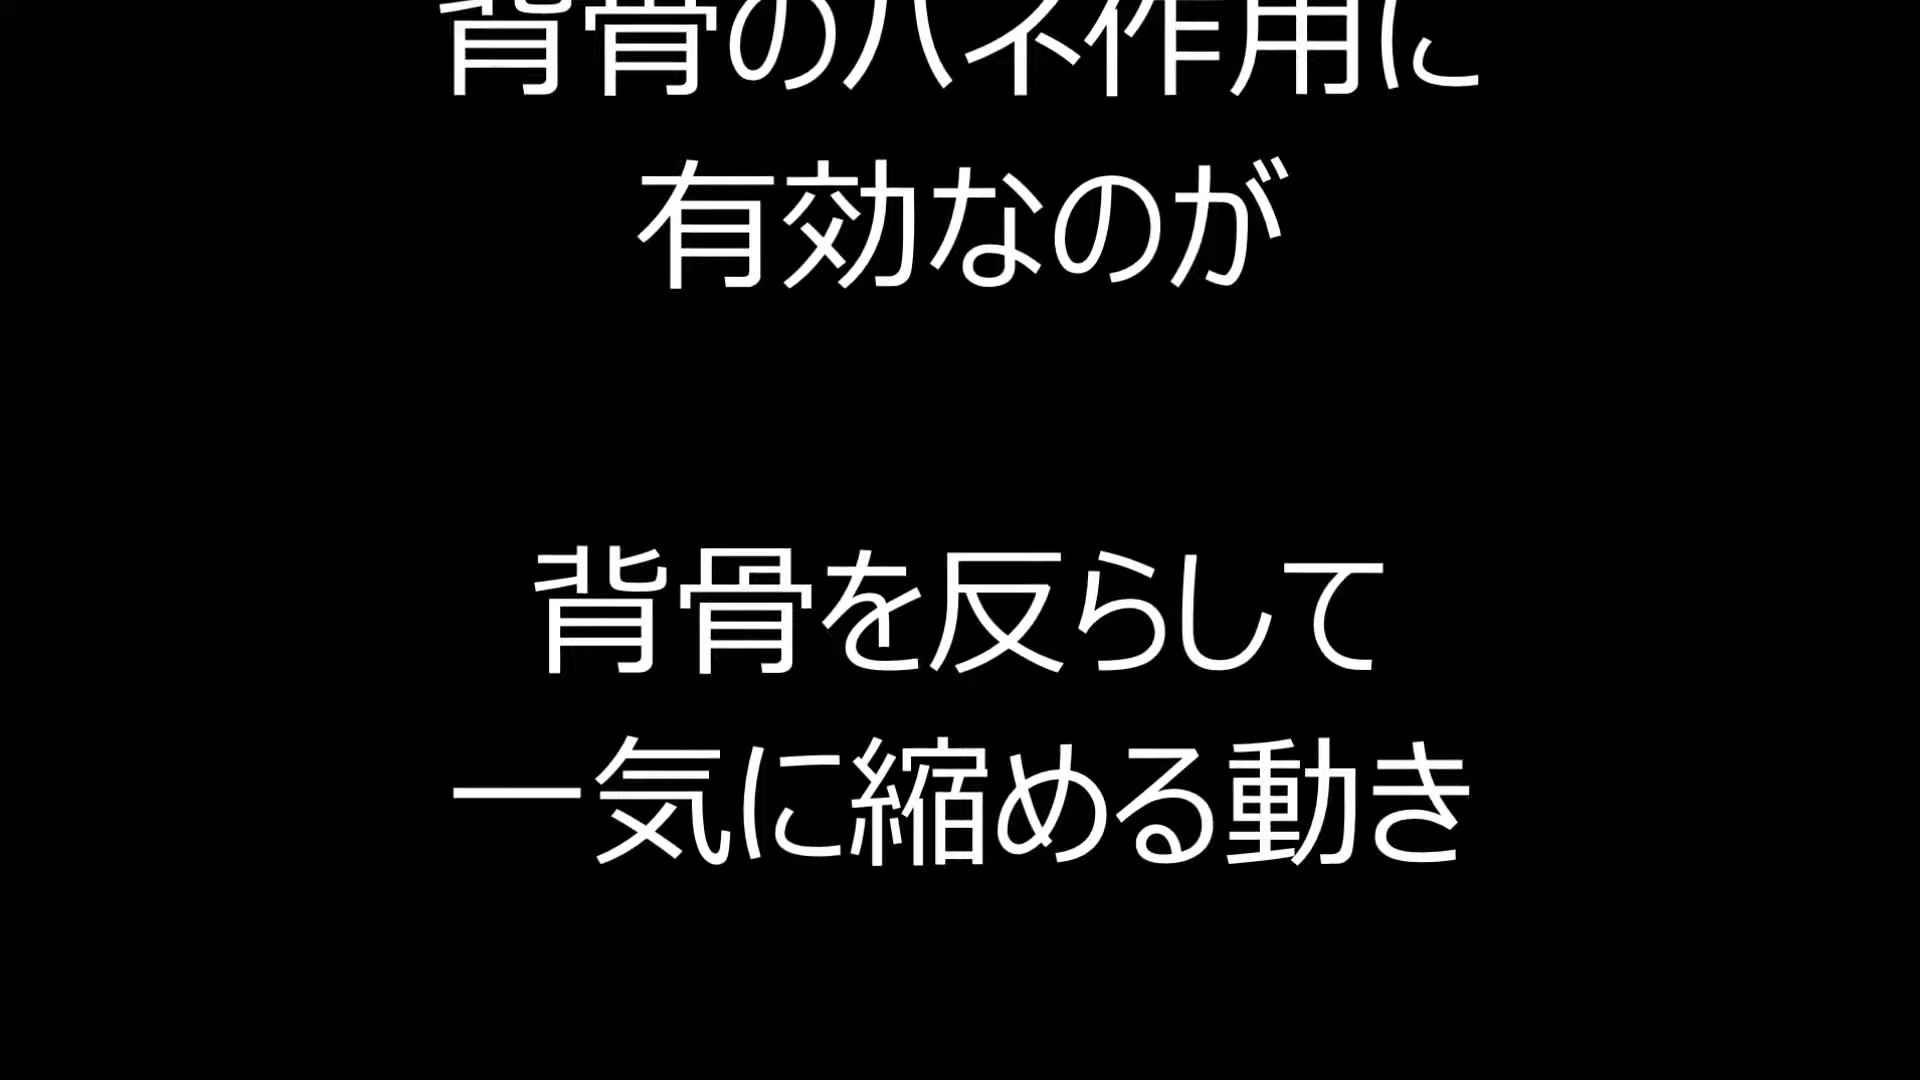 背骨のバネ作用に
有効なのが
背骨を反らして
一気に縮める動き